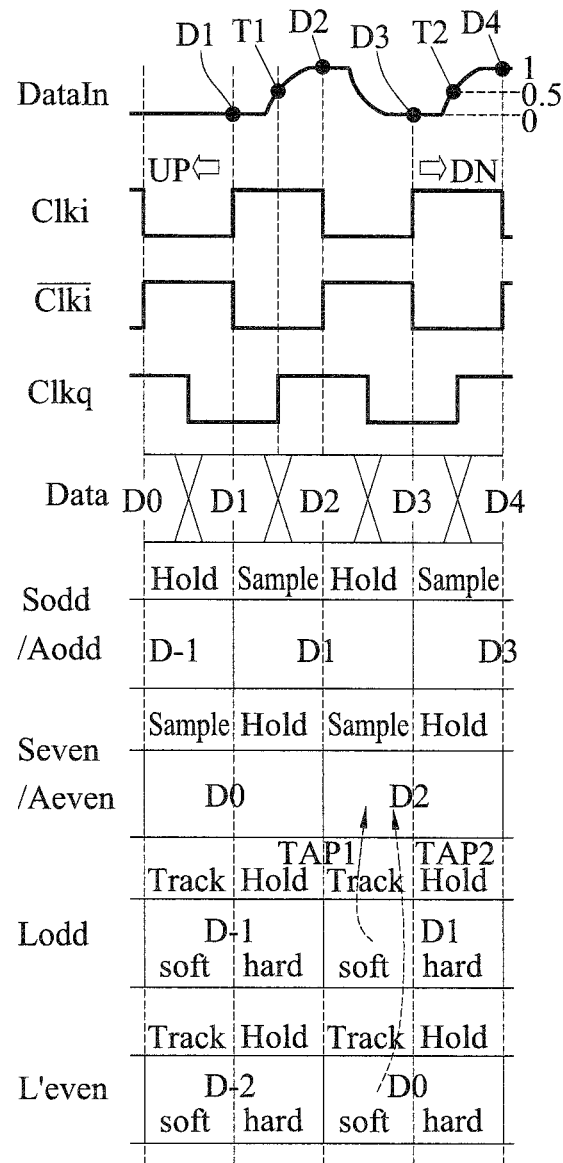 D1 T1 D2 D3 T2 D4
DataIn 1
0.5
0
UP DN
Clki
Clki
Clkq
Data D0 D1 D2 D3 D4
Sodd Hold Sample Hold Sample
/Aodd D-1 D1 D3
Seven Sample Hold Sample Hold
/Aeven D0 D2
TAP1 TAP2
Track Hold Track Hold
Lodd D-1 D1
soft hard soft hard
Track Hold Track Hold
L'even D-2 D0
soft hard soft hard